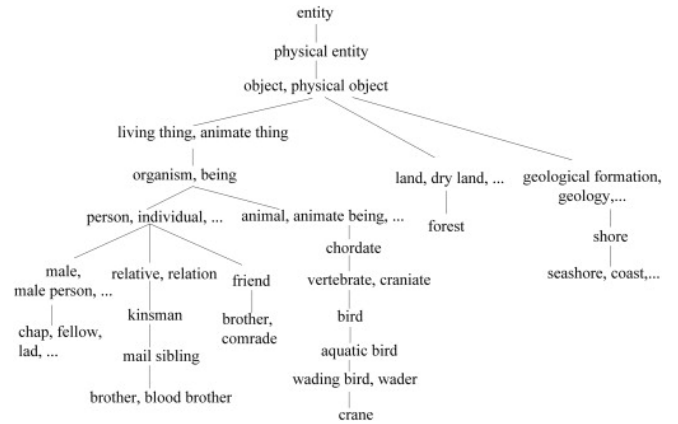 entity
physical entity
object, physical object
living thing, animate thing
organism, being
land, dry land, ...
geological formation,
geology,...
person, individual, ...
animal, animate being, ...
forest
shore
chordate
male,
male person, ...
relative, relation
friend
vertebrate, craniate
seashore, coast,...
kinsman
brother,
comrade
bird
chap, fellow,
lad, ...
mail sibling
aquatic bird
wading bird, wader
brother, blood brother
crane